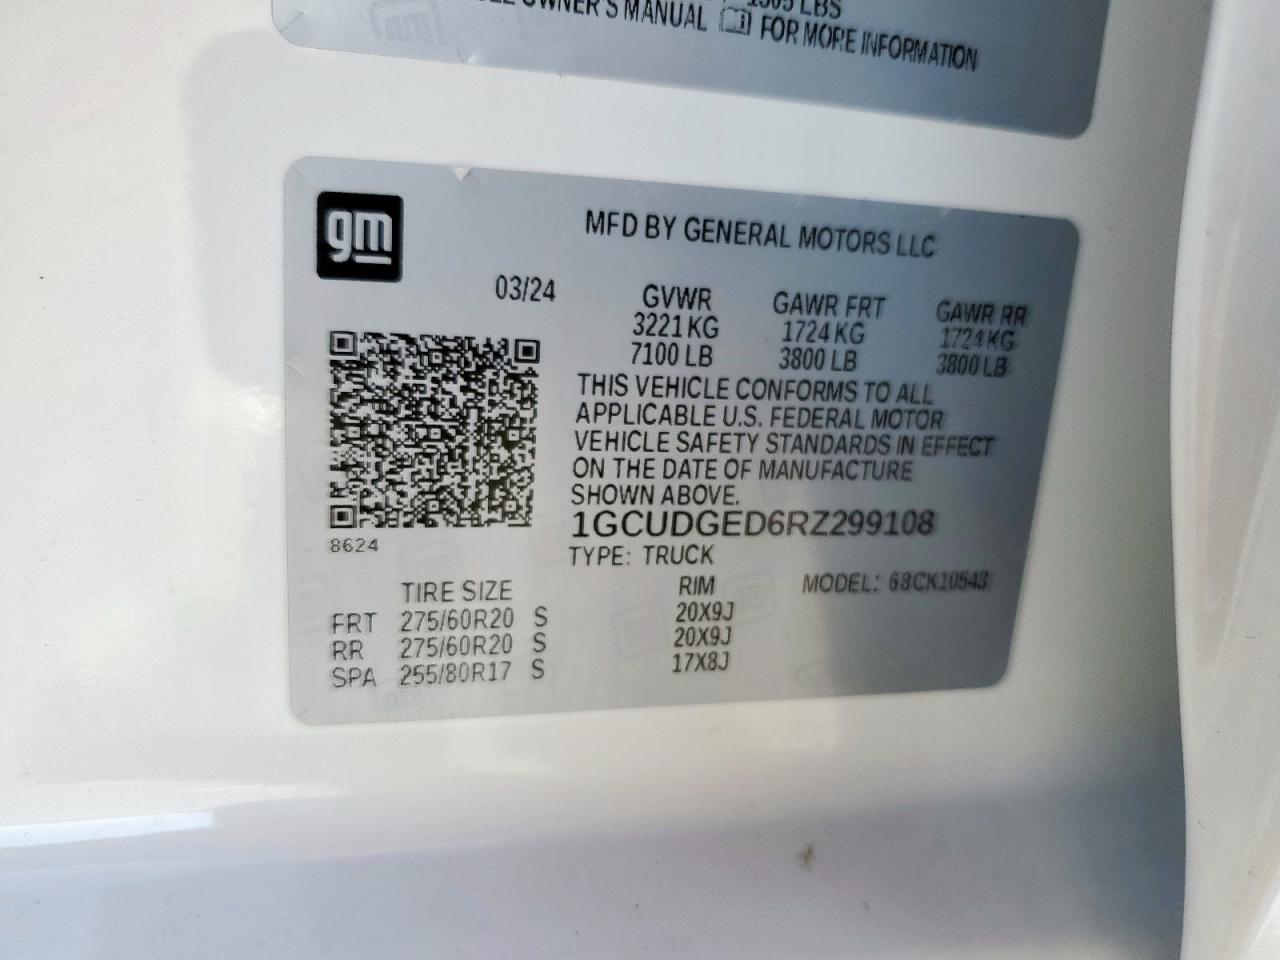 1505 LBS
OWNER'S MANUAL FOR MORE INFORMATION
gm
MFD BY GENERAL MOTORS LLC
03/24
GVWR GAWR FRT GAWR RR
3221 KG 1724 KG 1724 KG
7100 LB 3800 LB 3800 LB
THIS VEHICLE CONFORMS TO ALL
APPLICABLE U.S. FEDERAL MOTOR
VEHICLE SAFETY STANDARDS IN EFFECT
ON THE DATE OF MANUFACTURE
SHOWN ABOVE.
1GCUDGED6RZ299108
8624
TYPE: TRUCK
TIRE SIZE RIM MODEL: 68CK10543
FRT 275/60R20 S 20X9J
RR 275/60R20 S 20X9J
SPA 255/80R17 S 17X8J